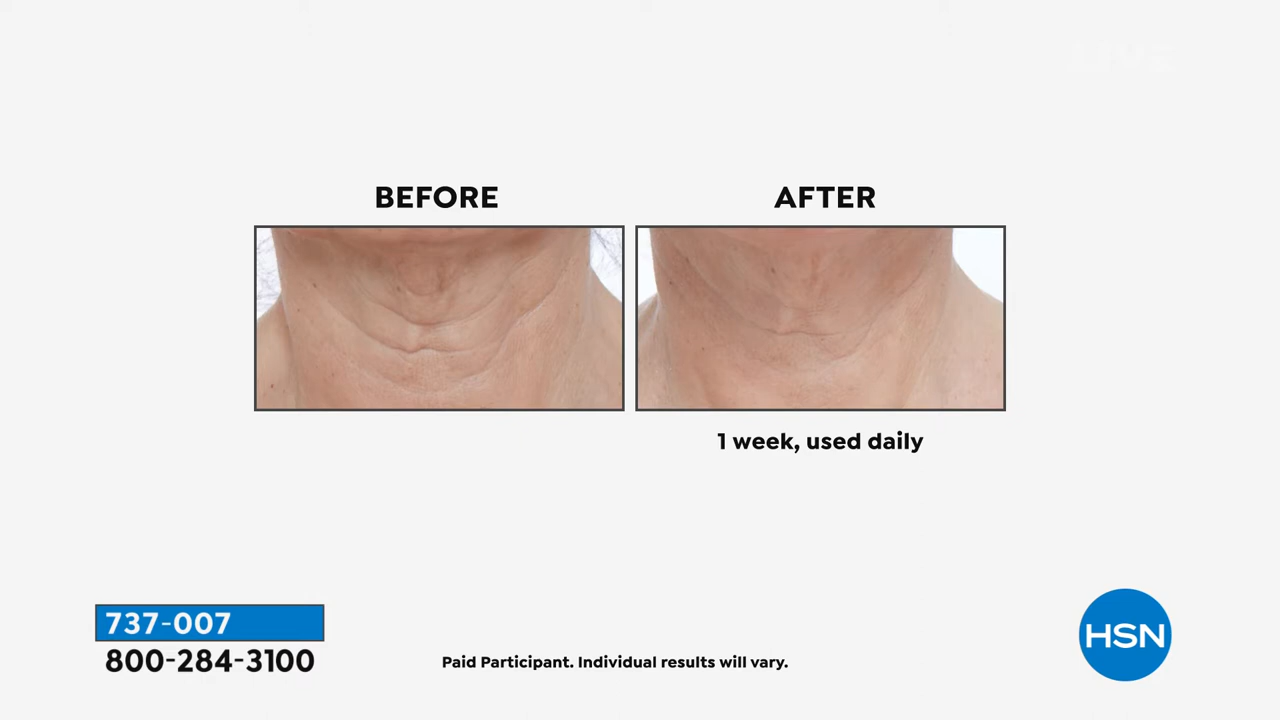 BEFORE
AFTER
1 week, used daily
737-007
800-284-3100
Paid Participant. Individual results will vary.
HSN